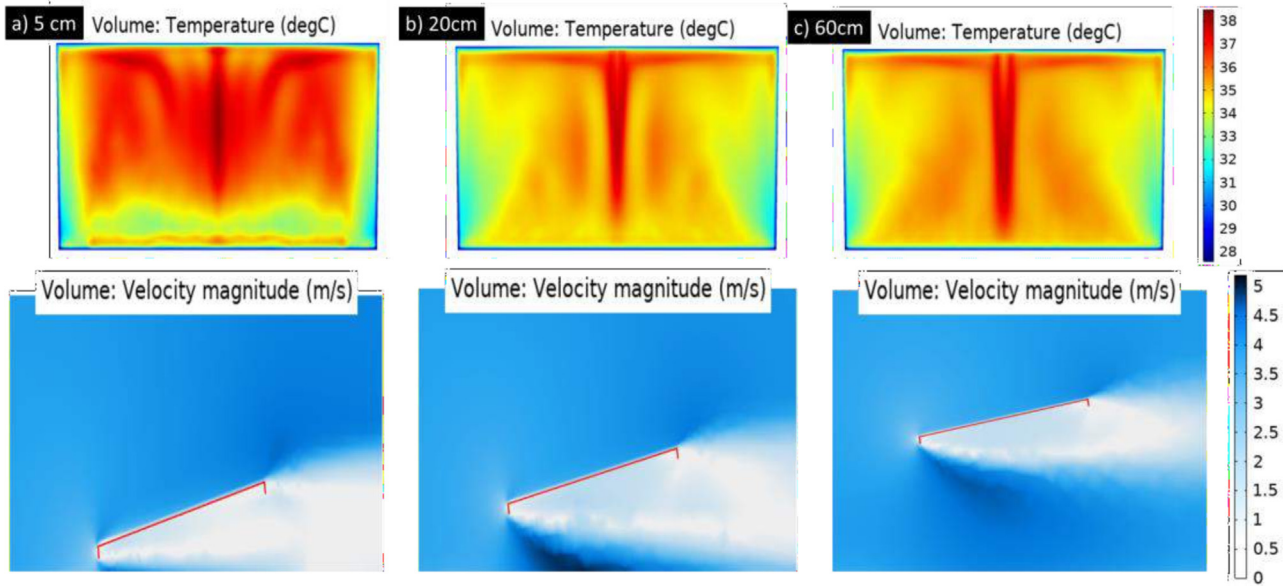 a) 5 cm
Volume: Temperature (degC)
b) 20cm
Volume: Temperature (degC)
c) 60cm
Volume: Temperature (degC)
38
37
36
35
34
33
32
31
30
29
28
Volume: Velocity magnitude (m/s)
Volume: Velocity magnitude (m/s)
Volume: Velocity magnitude (m/s)
5
4.5
4
3.5
3
2.5
2
1.5
1
0.5
0